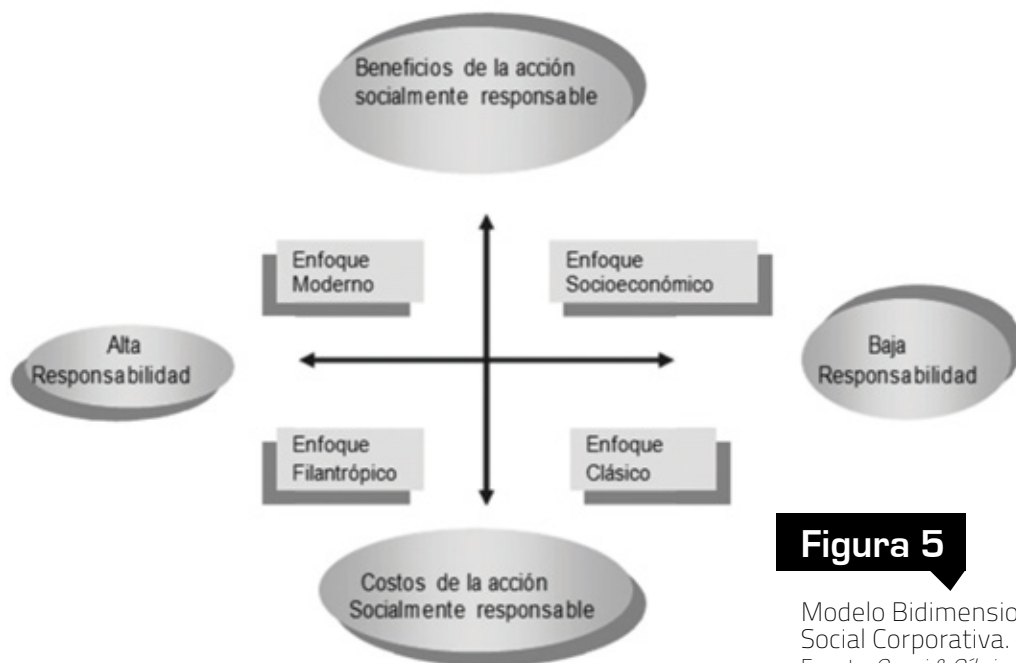 Beneficios de la acción
socialmente responsable
Enfoque
Moderno
Enfoque
Socioeconómico
Alta
Responsabilidad
Baja
Responsabilidad
Enfoque
Filantrópico
Enfoque
Clásico
Costos de la acción
Socialmente responsable
Figura 5
Modelo
Social Corporativa.